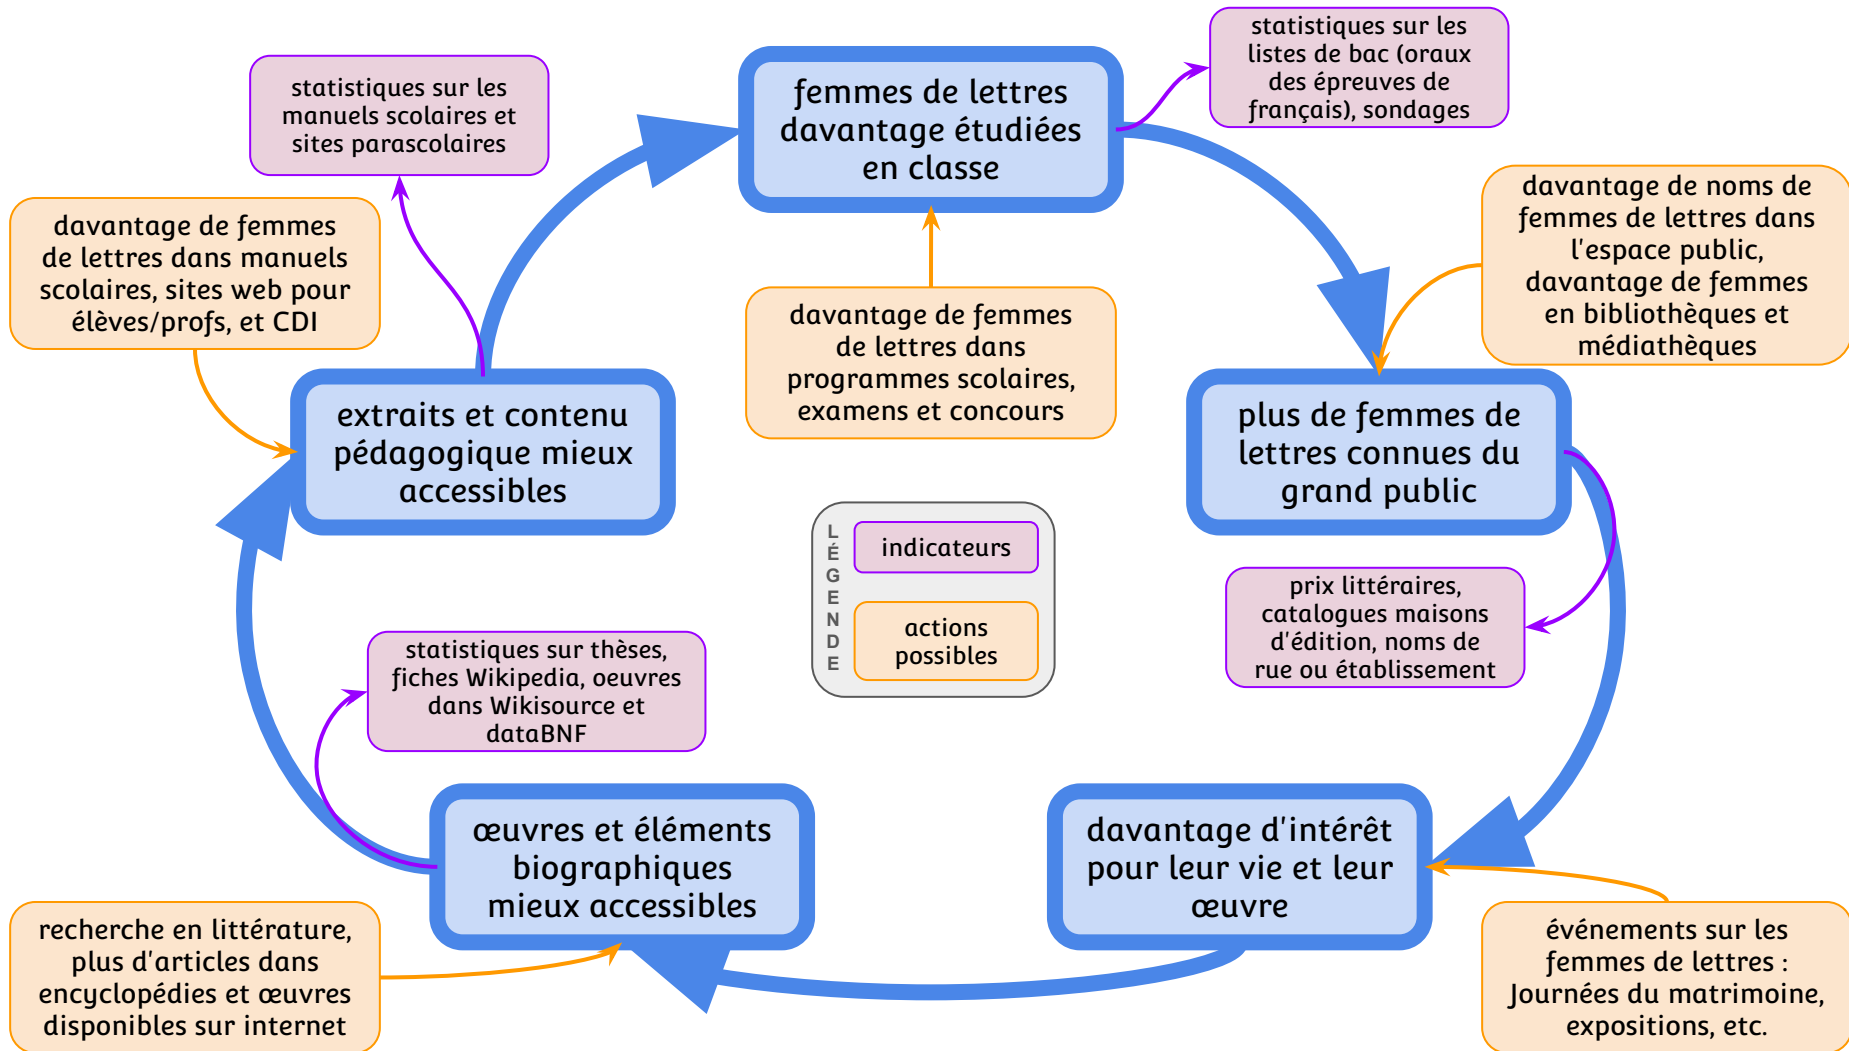 statistiques sur les
listes de bac (oraux
des épreuves de
français), sondages
femmes de lettres
davantage étudiées
en classe
statistiques sur les
manuels scolaires et
sites parascolaires
davantage de noms de
femmes de lettres dans
l'espace public,
davantage de femmes
en bibliothèques et
médiathèques
davantage de femmes
de lettres dans manuels
scolaires, sites web pour
élèves/profs, et CDI
davantage de femmes
de lettres dans
programmes scolaires,
examens et concours
extraits et contenu
pédagogique mieux
accessibles
plus de femmes de
lettres connues du
grand public
LÉGENDE
indicateurs
actions
possibles
prix littéraires,
catalogues maisons
d'édition, noms de
rue ou établissement
statistiques sur thèses,
fiches Wikipedia, oeuvres
dans Wikisource et
dataBNF
œuvres et éléments
biographiques
mieux accessibles
davantage d'intérêt
pour leur vie et leur
œuvre
recherche en littérature,
plus d'articles dans
encyclopédies et œuvres
disponibles sur internet
événements sur les
femmes de lettres :
Journées du matrimoine,
expositions, etc.